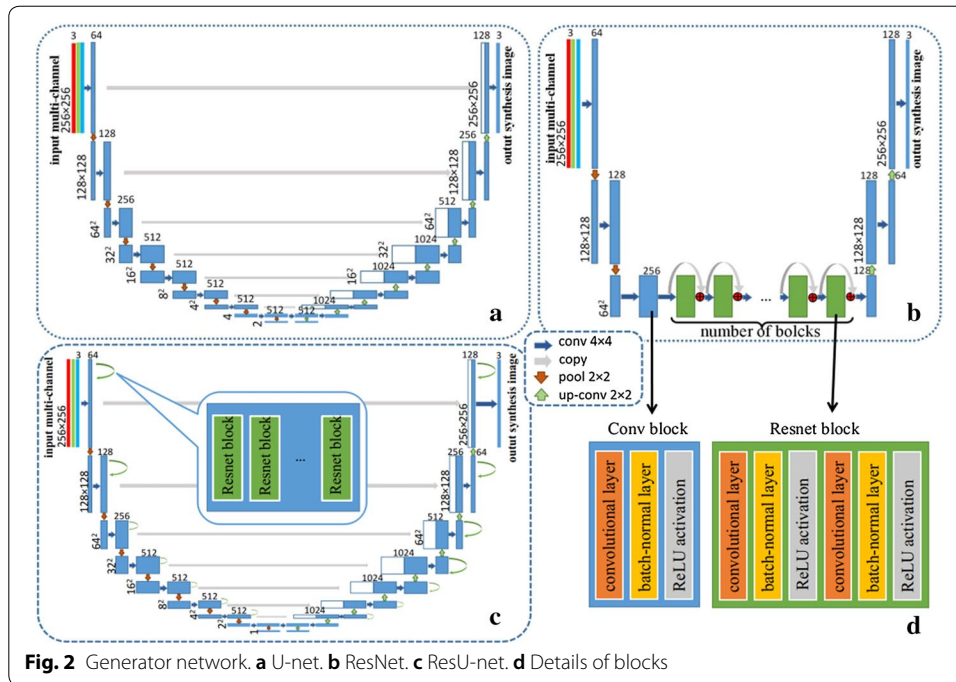 3 64
input multi-channel
256×256
128
128×128
256
64²
512
32²
512
16²
512
8²
512
4²
512
4
512
2
1024
1024
16²
1024
32²
512
64²
256
128×128
128 3
256×256
outut synthesis image
a
3 64
input multi-channel
256×256
128
128×128
64²
256
...
number of bolcks
128
128 64
128×128
128 3
256×256
outut synthesis image
b
conv 4×4
copy
pool 2×2
up-conv 2×2
3 64
input multi-channel
256×256
128
128×128
256
64²
512
32²
512
16²
512
8²
512
4²
512
2²
1
1024
1024
1024
512
64²
256 64
128×128
128 3
256×256
outut synthesis image
Resnet block
Resnet block
...
Resnet block
c
Conv block
convolutional layer
batch-normal layer
ReLU activation
Resnet block
convolutional layer
batch-normal layer
ReLU activation
convolutional layer
batch-normal layer
ReLU activation
d
Fig. 2 Generator network. a U-net. b ResNet. c ResU-net. d Details of blocks